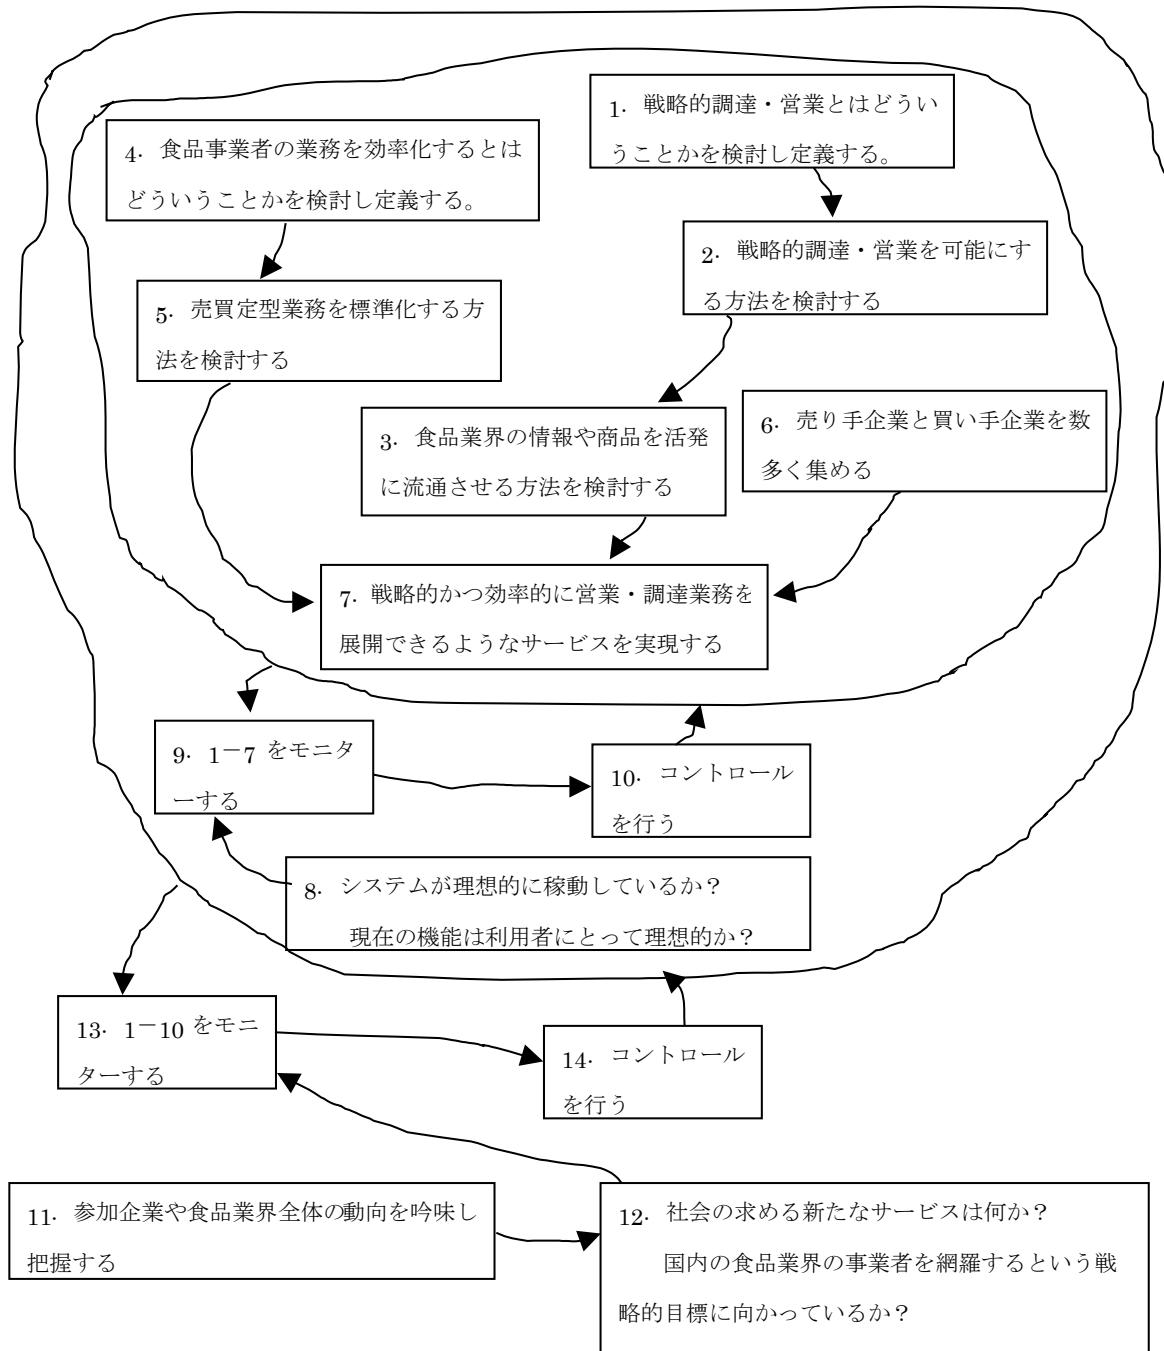 1. 戦略的調達・営業とはどうい
うことかを検討し定義する。
4. 食品事業者の業務を効率化するとは
どういうことかを検討し定義する。
2. 戦略的調達・営業を可能にす
る方法を検討する
5. 売買定型業務を標準化する方
法を検討する
3. 食品業界の情報や商品を活発
に流通させる方法を検討する
6. 売り手企業と買い手企業を数
多く集める
7. 戦略的かつ効率的に営業・調達業務を
展開できるようなサービスを実現する
9. 1－7 をモニタ
ーする
10. コントロール
を行う
8. システムが理想的に稼動しているか？
現在の機能は利用者にとって理想的か？
13. 1－10 をモニ
ターする
14. コントロール
を行う
11. 参加企業や食品業界全体の動向を吟味し
把握する
12. 社会の求める新たなサービスは何か？
国内の食品業界の事業者を網羅するという戦
略的目標に向かっているか？